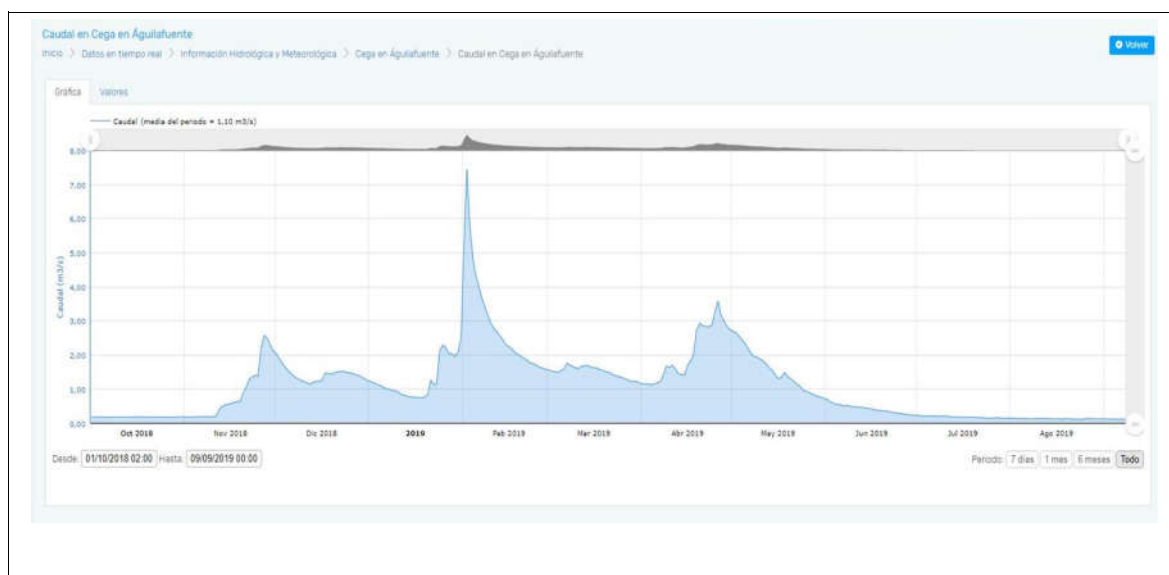 Caudal en Cega en Águilafuente
Inicio > Datos en tiempo real > Información Hidrológica y Meteorológica > Cega en Águilafuente > Caudal en Cega en Águilafuente
Volver
Gráfica Valores
Caudal (media del periodo = 1,10 m3/s)
8,00
7,00
6,00
5,00
4,00
3,00
2,00
1,00
0,00
Caudal (m3/s)
Oct 2018 Nov 2018 Dic 2018 2019 Feb 2019 Mar 2019 Abr 2019 May 2019 Jun 2019 Jul 2019 Ago 2019
Desde: 01/10/2018 02:00 Hasta: 09/09/2019 00:00
Periodo: 7 días 1 mes 6 meses Todo